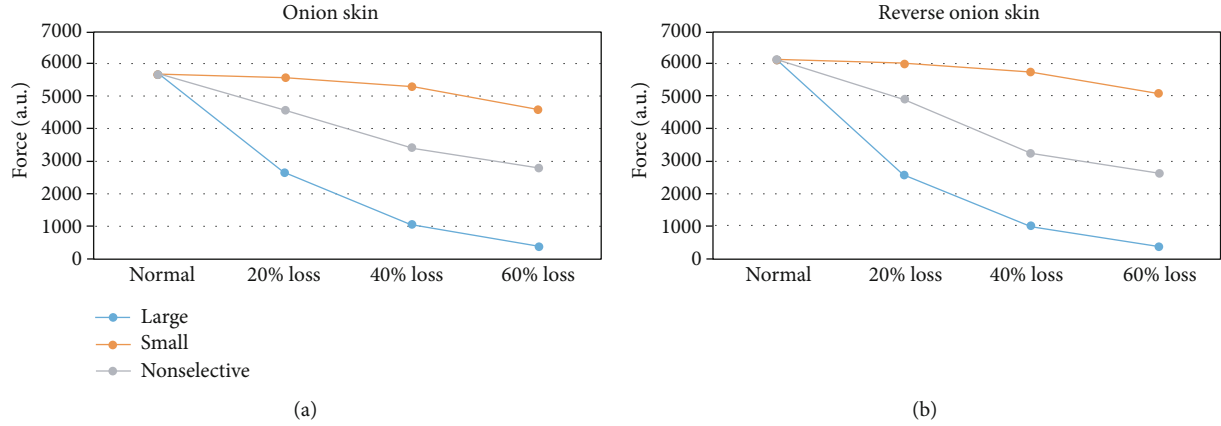 Onion skin
7000
6000
5000
4000
3000
2000
1000
0
Force (a.u.)
Normal 20% loss 40% loss 60% loss
Large
Small
Nonselective
(a)
Reverse onion skin
7000
6000
5000
4000
3000
2000
1000
0
Force (a.u.)
Normal 20% loss 40% loss 60% loss
(b)